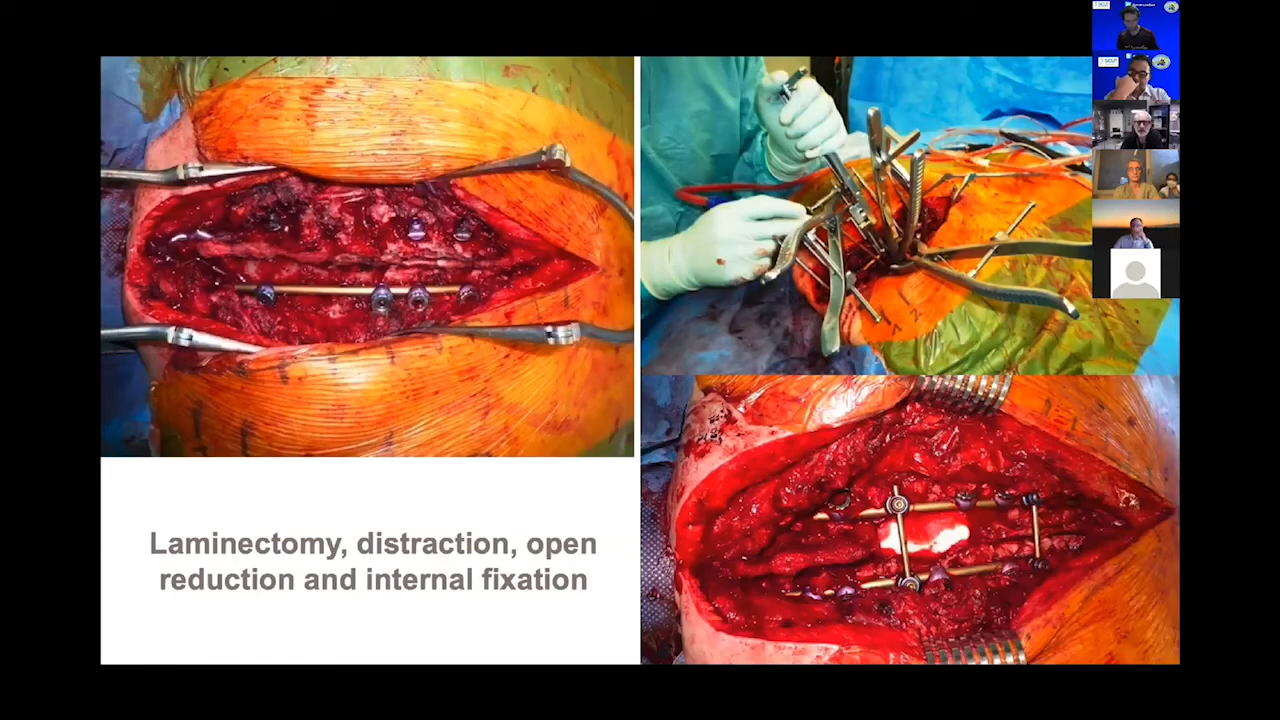 Laminectomy, distraction, open
reduction and internal fixation